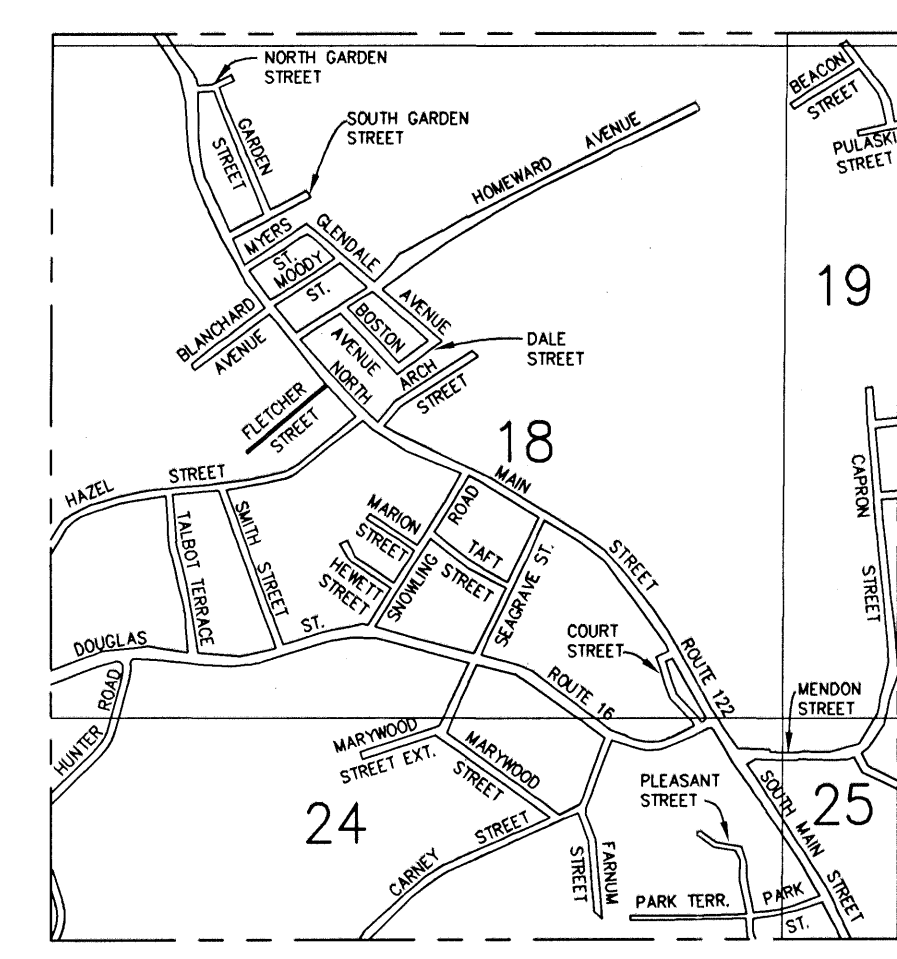 NORTH GARDEN
STREET
BEACON
STREET
GARDEN
STREET
SOUTH GARDEN
STREET
PULASKI
STREET
HOMEWARD AVENUE
MYERS
ST.
GLENDALE
AVENUE
MOODY
ST.
19
BLANCHARD
AVENUE
BOSTON
AVENUE
DALE
STREET
NORTH
MAIN
STREET
ARCH
STREET
FLETCHER
STREET
18
HAZEL STREET
TALBOT TERRACE
SMITH STREET
MARION
STREET
HEWETT
STREET
SNOWLING
ROAD
TAFT
STREET
SEAGRAVE ST.
CAPRON
STREET
DOUGLAS
ST.
COURT
STREET
ROUTE 122
ROUTE 16
HUNTER ROAD
MENDON
STREET
MARYWOOD
STREET EXT.
MARYWOOD
STREET
PLEASANT
STREET
SOUTH MAIN
STREET
24
25
CARNEY STREET
FARNUM
STREET
PARK TERR.
PARK
ST.